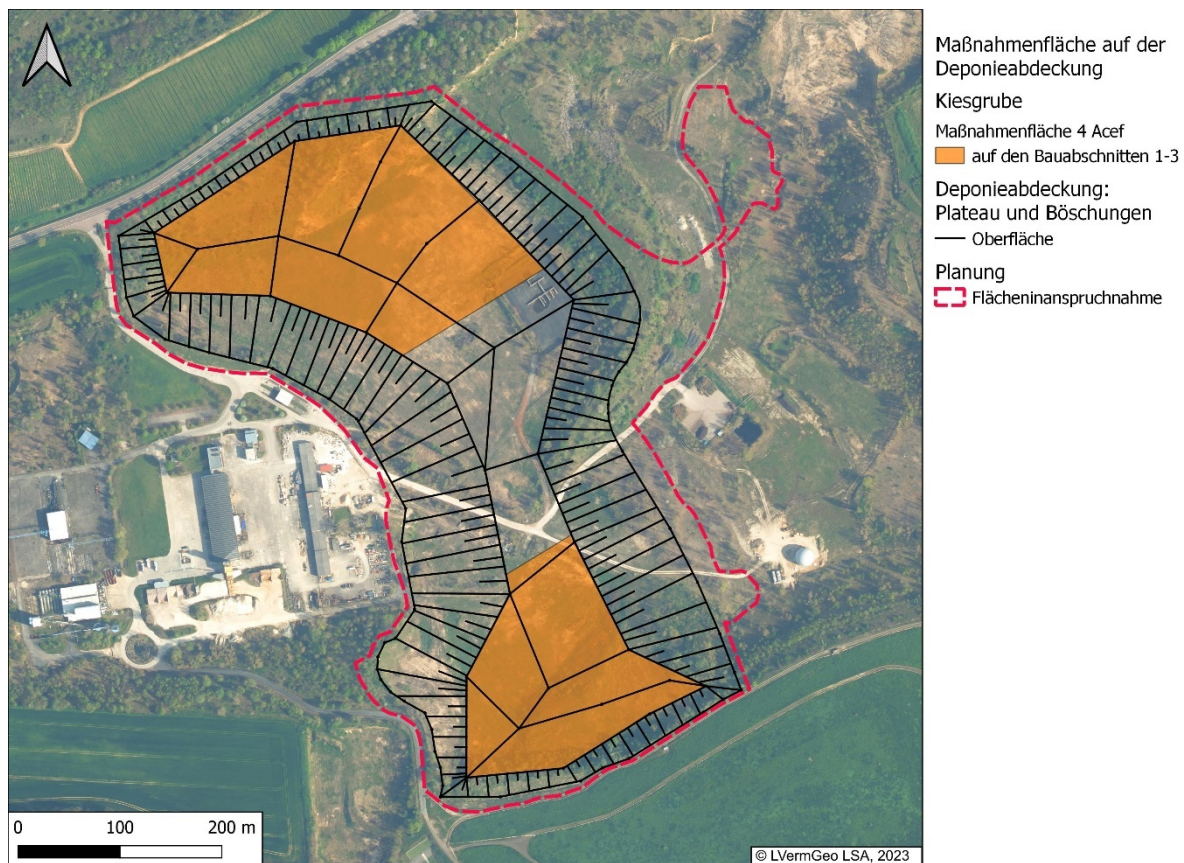 Maßnahmenfläche auf der
Deponieabdeckung
Kiesgrube
Maßnahmenfläche 4 Acef
auf den Bauabschnitten 1-3
Deponieabdeckung:
Plateau und Böschungen
Oberfläche
Planung
Flächeninanspruchnahme
0 100 200 m
© LVermGeo LSA, 2023